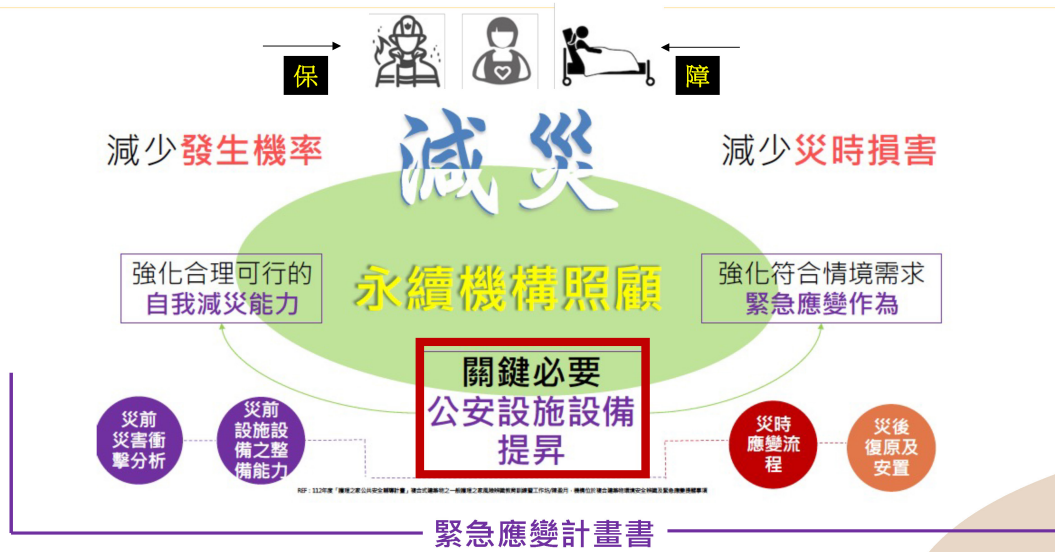 保
障
減災
減少發生機率
減少災時損害
永續機構照顧
強化合理可行的
自我減災能力
強化符合情境需求
緊急應變作為
關鍵必要
公安設施設備
提昇
災前
災害衝
擊分析
災前
設施設
備之整
備能力
災時
應變流
程
災後
復原及
安置
緊急應變計畫書